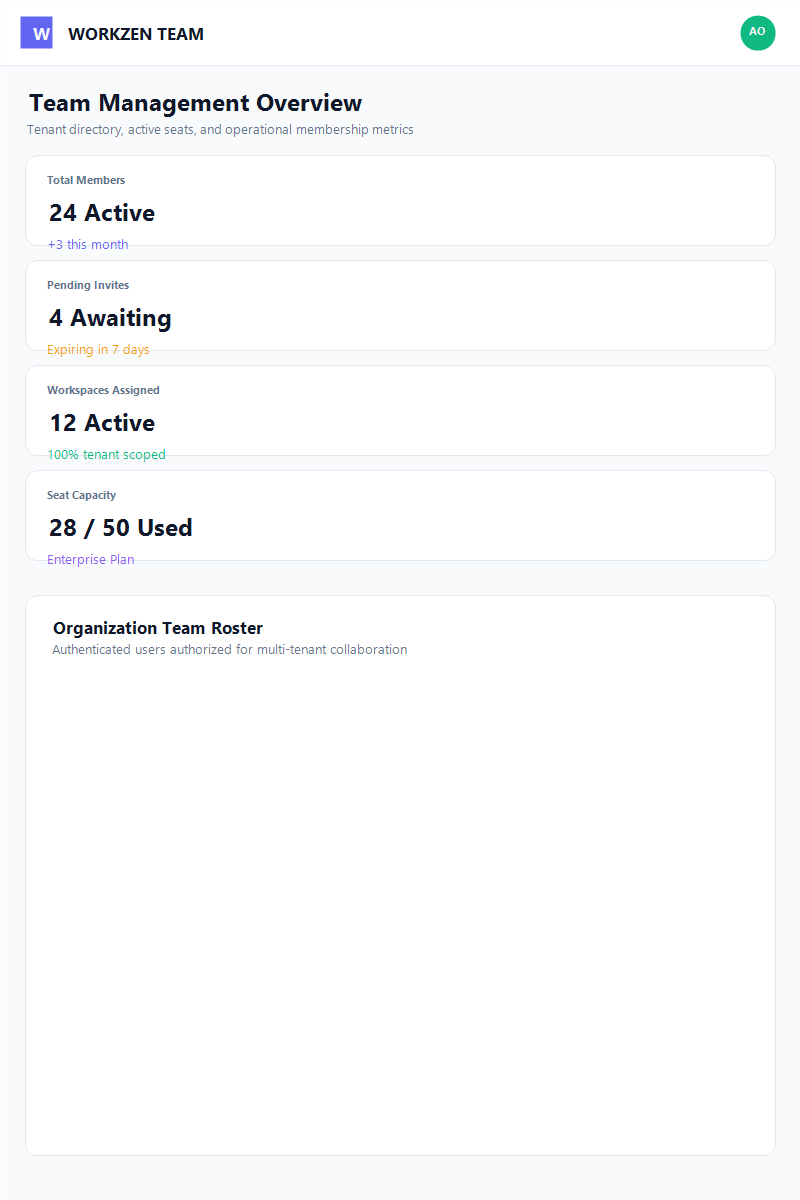 W WORKZEN TEAM AO
Team Management Overview
Tenant directory, active seats, and operational membership metrics
Total Members
24 Active
+3 this month
Pending Invites
4 Awaiting
Expiring in 7 days
Workspaces Assigned
12 Active
100% tenant scoped
Seat Capacity
28 / 50 Used
Enterprise Plan
Organization Team Roster
Authenticated users authorized for multi-tenant collaboration